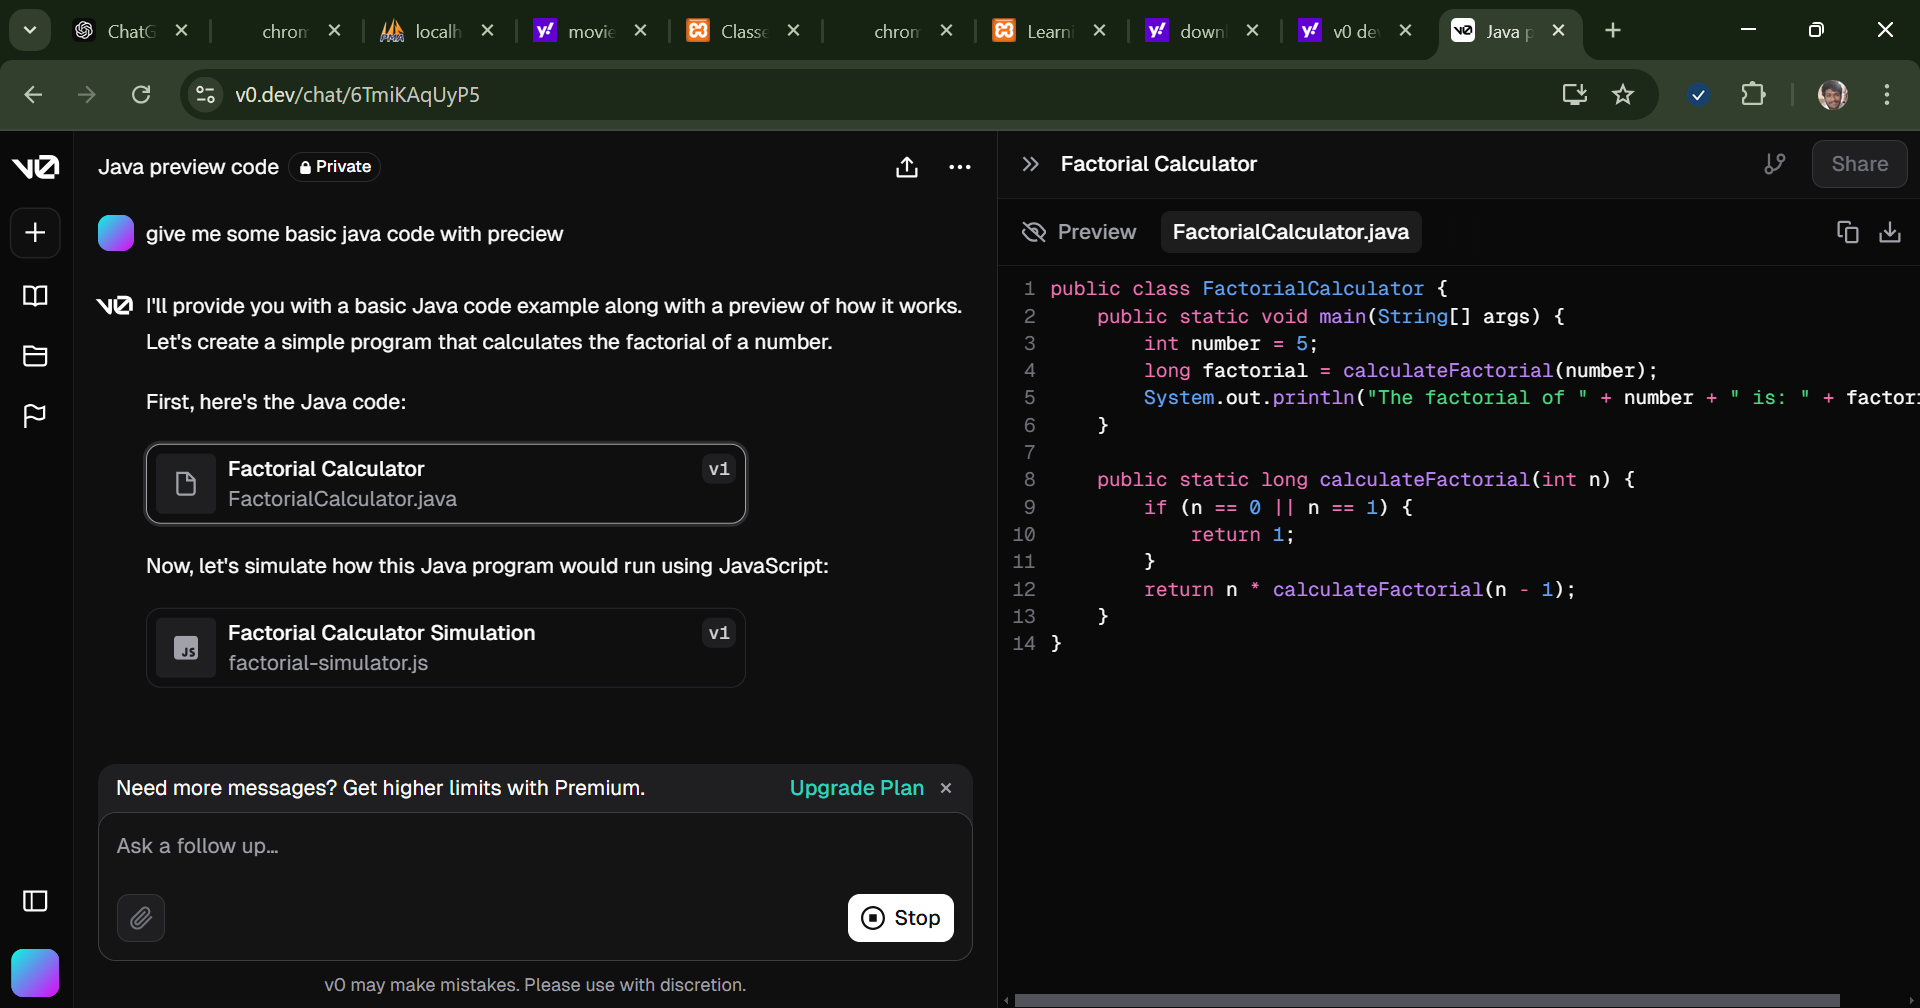 ChatG
chrom
localh
movie
Classe
chrom
Learni
downl
v0 dev
Java p
v0.dev/chat/6TmiKAqUyP5
Java preview code
Private
Factorial Calculator
Share
give me some basic java code with preciew
Preview
FactorialCalculator.java
I'll provide you with a basic Java code example along with a preview of how it works.
Let's create a simple program that calculates the factorial of a number.
First, here's the Java code:
Factorial Calculator
v1
FactorialCalculator.java
Now, let's simulate how this Java program would run using JavaScript:
JS
Factorial Calculator Simulation
v1
factorial-simulator.js
Need more messages? Get higher limits with Premium.
Upgrade Plan
Ask a follow up...
Stop
v0 may make mistakes. Please use with discretion.
1 public class FactorialCalculator {
2 public static void main(String[] args) {
3 int number = 5;
4 long factorial = calculateFactorial(number);
5 System.out.println("The factorial of " + number + " is: " + factori
6 }
7
8 public static long calculateFactorial(int n) {
9 if (n == 0 || n == 1) {
10 return 1;
11 }
12 return n * calculateFactorial(n - 1);
13 }
14 }